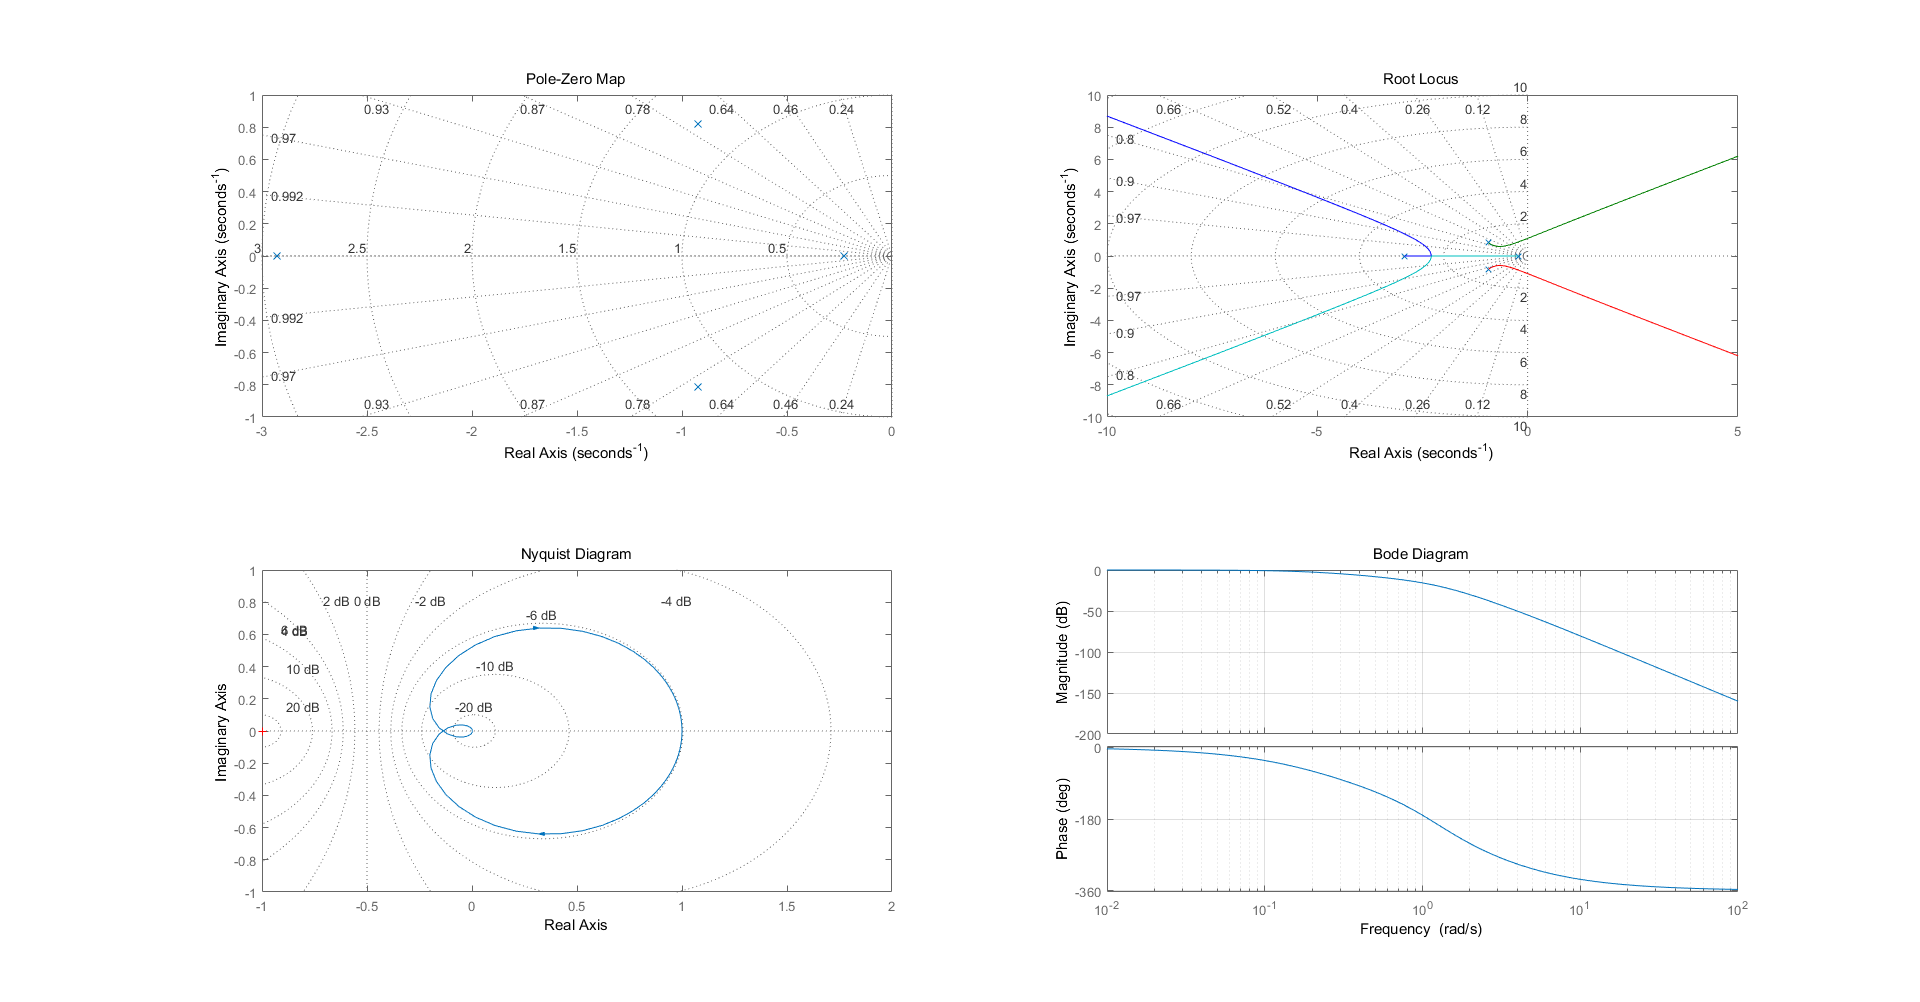 Pole-Zero Map
1 0.93 0.87 0.78 0.64 0.46 0.24
0.8
0.97
0.6
0.4 0.992
0.2
3 2.5 2 1.5 1 0.5
0
-0.2
-0.4 0.992
-0.6
0.97
-0.8
0.93 0.87 0.78 0.64 0.46 0.24
-1
-3 -2.5 -2 -1.5 -1 -0.5 0
Real Axis (seconds-1)
Imaginary Axis (seconds-1)
Root Locus
10
10 0.66 0.52 0.4 0.26 0.12
8 8
0.8
6 6
0.9
4 4
0.97 2
2
0
-2 0.97 2
-4 0.9 4
-6 6
0.8
-8 8
0.66 0.52 0.4 0.26 0.12
-10 10
-10 -5 0 5
Real Axis (seconds-1)
Imaginary Axis (seconds-1)
Nyquist Diagram
1
0.8 2 dB 0 dB -2 dB -4 dB
-6 dB
0.6 6 dB
4 dB
0.4 10 dB -10 dB
0.2 20 dB -20 dB
0
-0.2
-0.4
-0.6
-0.8
-1
-1 -0.5 0 0.5 1 1.5 2
Real Axis
Imaginary Axis
Bode Diagram
0
-50
-100
-150
-200
Magnitude (dB)
0
-180
-360
Phase (deg)
10-2 10-1 100 101 102
Frequency (rad/s)